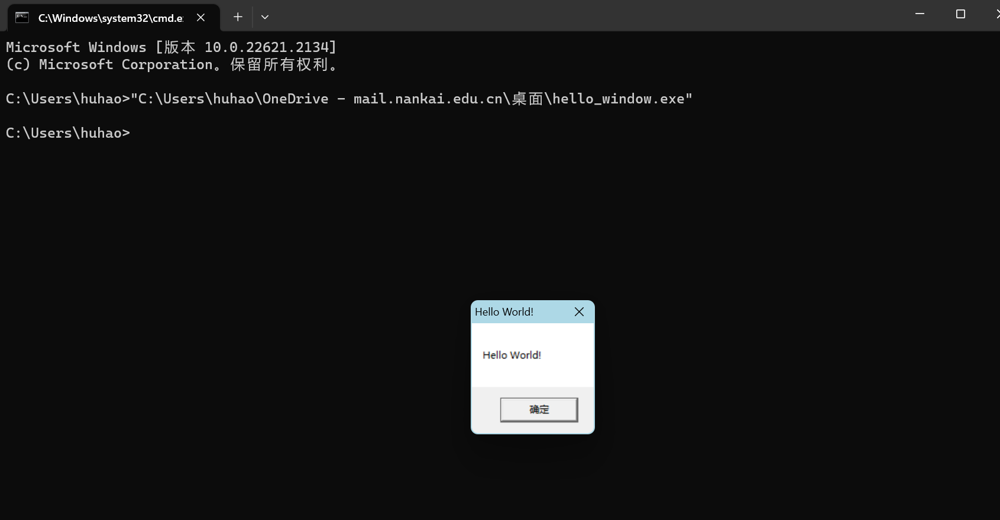 C:\Windows\system32\cmd.e
Microsoft Windows [版本 10.0.22621.2134]
(c) Microsoft Corporation。保留所有权利。
C:\Users\huhao>"C:\Users\huhao\OneDrive - mail.nankai.edu.cn\桌面\hello_window.exe"
C:\Users\huhao>
Hello World!
Hello World!
确定